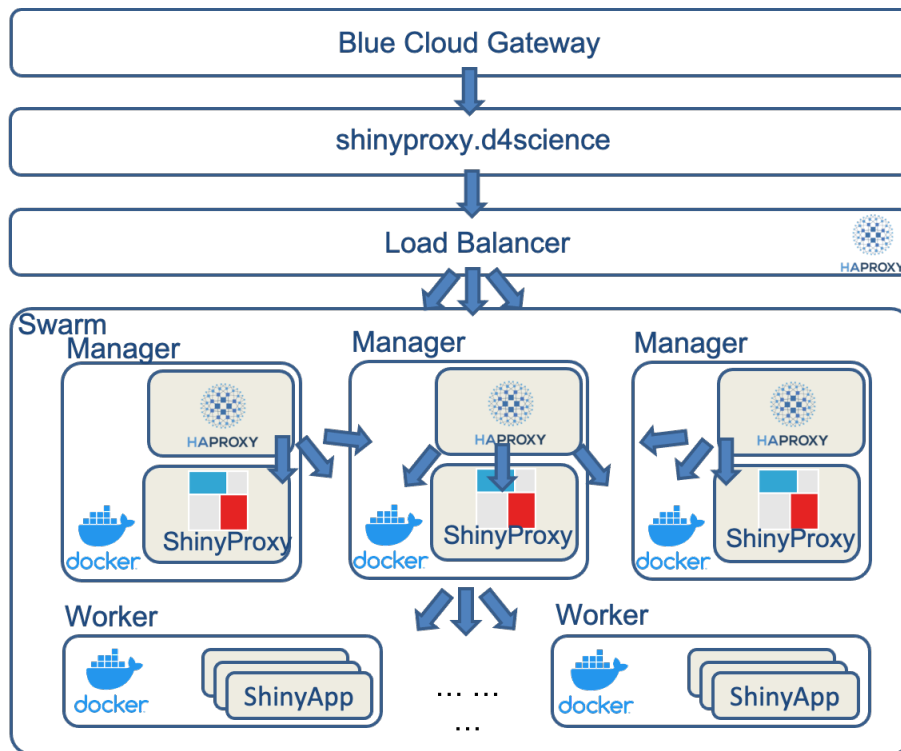 Blue Cloud Gateway
shinyproxy.d4science
Load Balancer
HAPROXY
Swarm
Manager
Manager
Manager
HAPROXY
HAPROXY
HAPROXY
ShinyProxy
ShinyProxy
ShinyProxy
docker
docker
docker
Worker
Worker
docker
ShinyApp
... ...
...
docker
ShinyApp